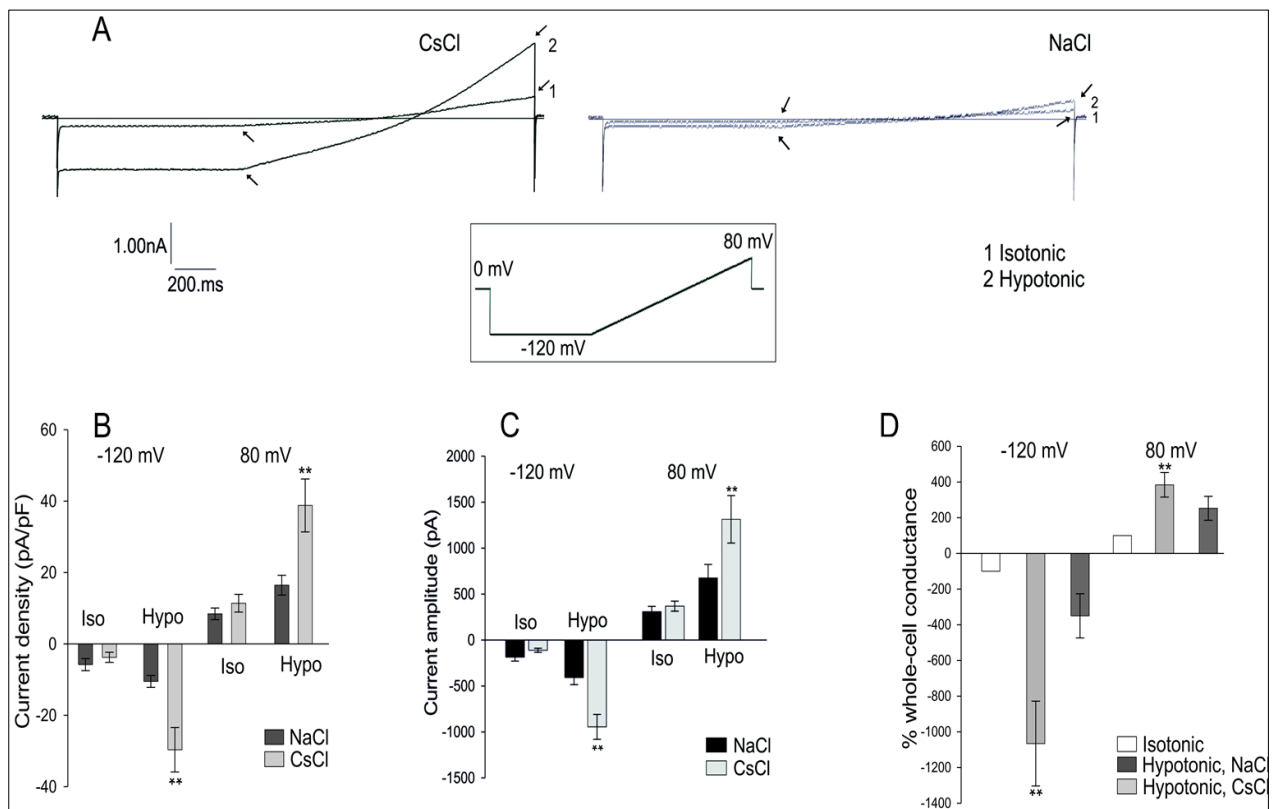 A
CsCl
2
1
NaCl
2
1
1.00nA
200.ms
0 mV
80 mV
-120 mV
1 Isotonic
2 Hypotonic
B
-120 mV
80 mV
Current density (pA/pF)
60
40
20
0
-20
-40
Iso
Hypo
**
**
Iso
Hypo
NaCl
CsCl
C
-120 mV
80 mV
Current amplitude (pA)
2000
1500
1000
500
0
-500
-1000
-1500
Iso
Hypo
**
**
Iso
Hypo
NaCl
CsCl
D
-120 mV
80 mV
% whole-cell conductance
600
400
200
0
-200
-400
-600
-800
-1000
-1200
-1400
**
**
Isotonic
Hypotonic, NaCl
Hypotonic, CsCl